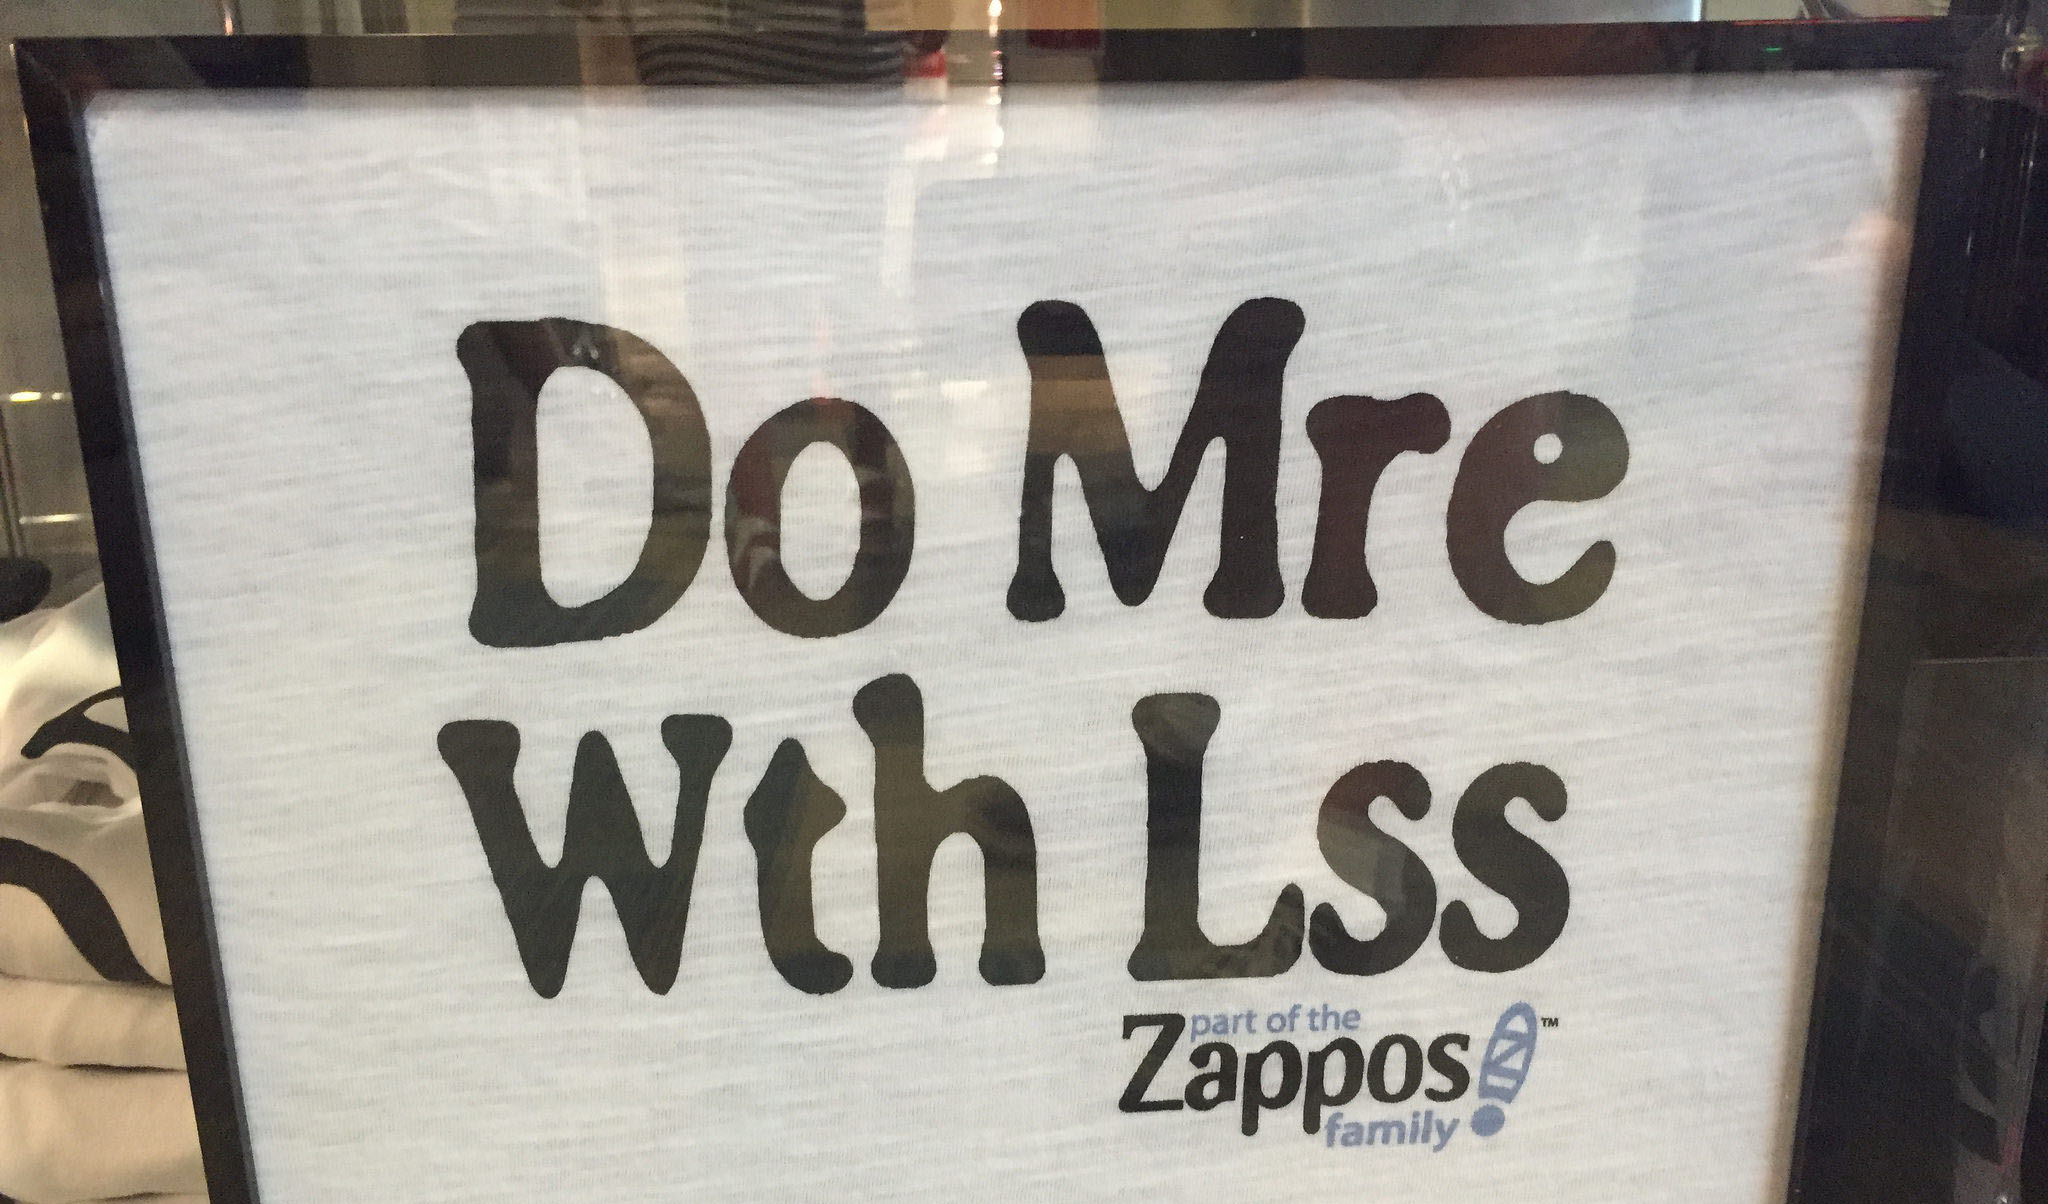 Do Mre
Wth Lss
part of the
Zappos
TM
family